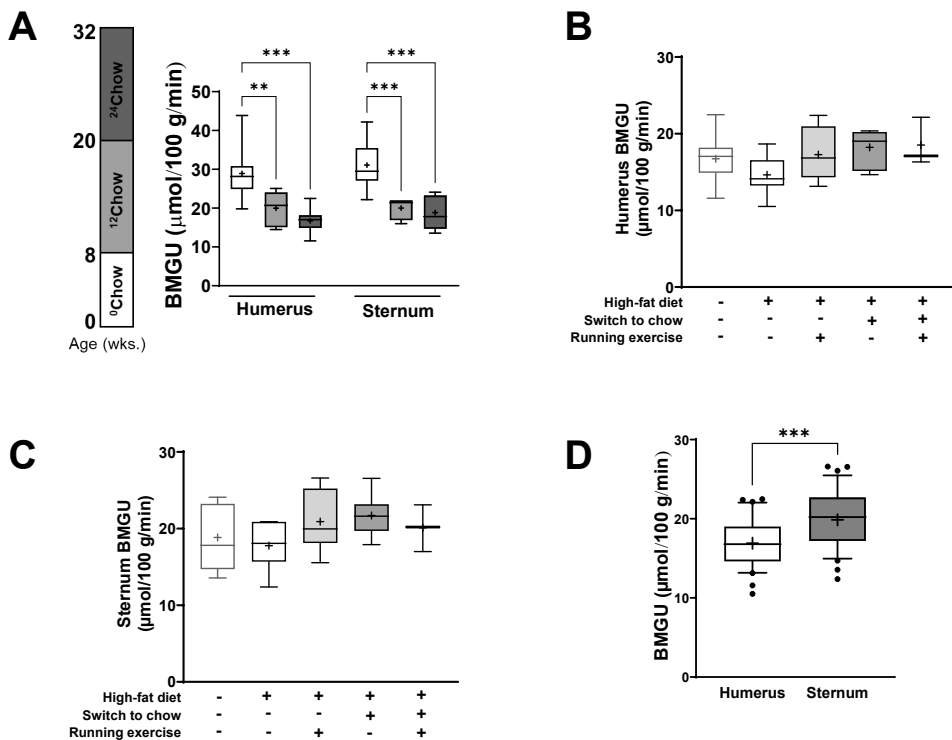 A
32
20
8
0
24Chow
12Chow
0Chow
Age (wks.)
BMGU (μmol/100 g/min)
50
40
30
20
10
0
***
**
***
***
Humerus
Sternum
B
Humerus BMGU
(μmol/100 g/min)
30
20
10
0
High-fat diet - + + + +
Switch to chow - - - + +
Running exercise - - + - +
C
Sternum BMGU
(μmol/100 g/min)
30
20
10
0
High-fat diet - + + + +
Switch to chow - - - + +
Running exercise - - + - +
D
BMGU (μmol/100 g/min)
30
20
10
0
***
Humerus
Sternum